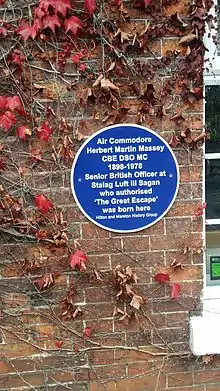 Air Commodore
Herbert Martin Massey
CBE DSO MC
1898-1976
Senior British Officer at
Stalag Luft III Sagan
who authorised
'The Great Escape'
was born here
Hilton and Marston History Group